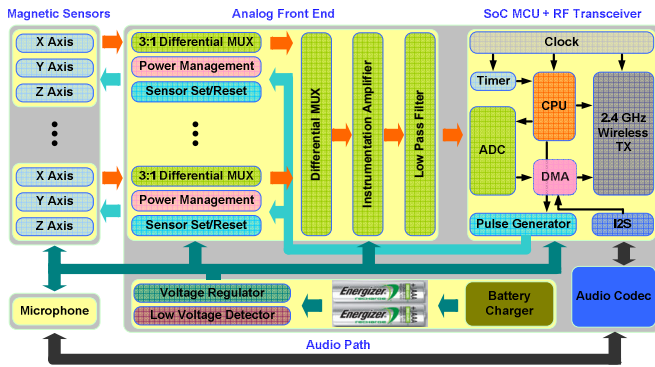 Magnetic Sensors
Analog Front End
SoC MCU + RF Transceiver
X Axis
Y Axis
Z Axis
3:1 Differential MUX
Power Management
Sensor Set/Reset
X Axis
Y Axis
Z Axis
3:1 Differential MUX
Power Management
Sensor Set/Reset
Differential MUX
Instrumentation Amplifier
Low Pass Filter
Clock
Timer
CPU
2.4 GHz
Wireless
TX
ADC
DMA
Pulse Generator
I2S
Microphone
Voltage Regulator
Low Voltage Detector
Energizer
Energizer
Battery
Charger
Audio Codec
Audio Path